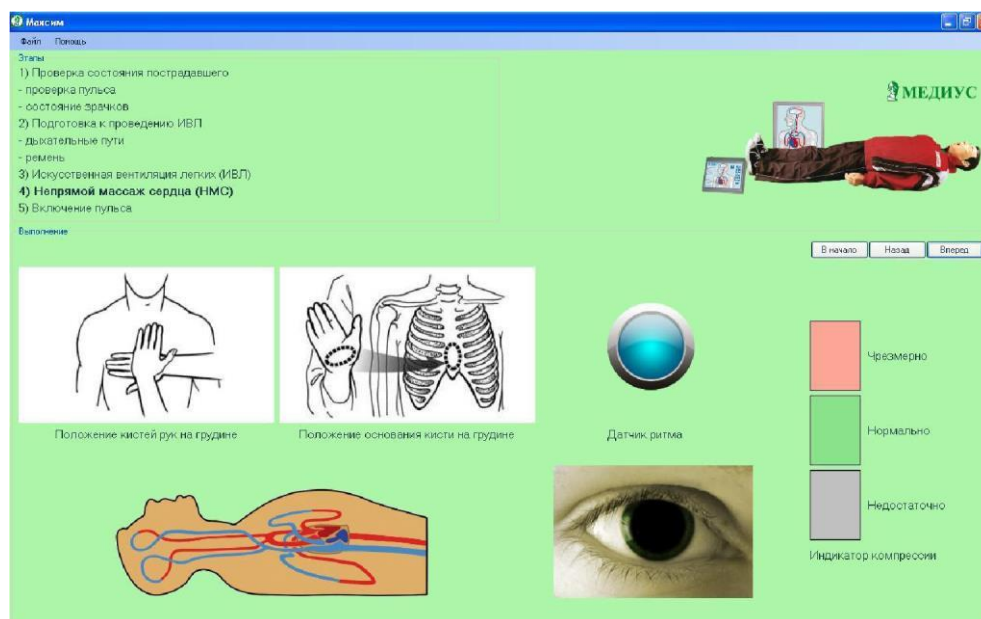 Максим
Файл Помощь
Этапы
1) Проверка состояния пострадавшего
- проверка пульса
- состояние зрачков
2) Подготовка к проведению ИВЛ
- дыхательные пути
- ремень
3) Искусственная вентиляция легких (ИВЛ)
4) Непрямой массаж сердца (НМС)
5) Включение пульса
МЕДИУС
Выполнение
В начало Назад Вперед
Чрезмерно
Нормально
Недостаточно
Индикатор компрессии
Положение кистей рук на грудине
Положение основания кисти на грудине
Датчик ритма